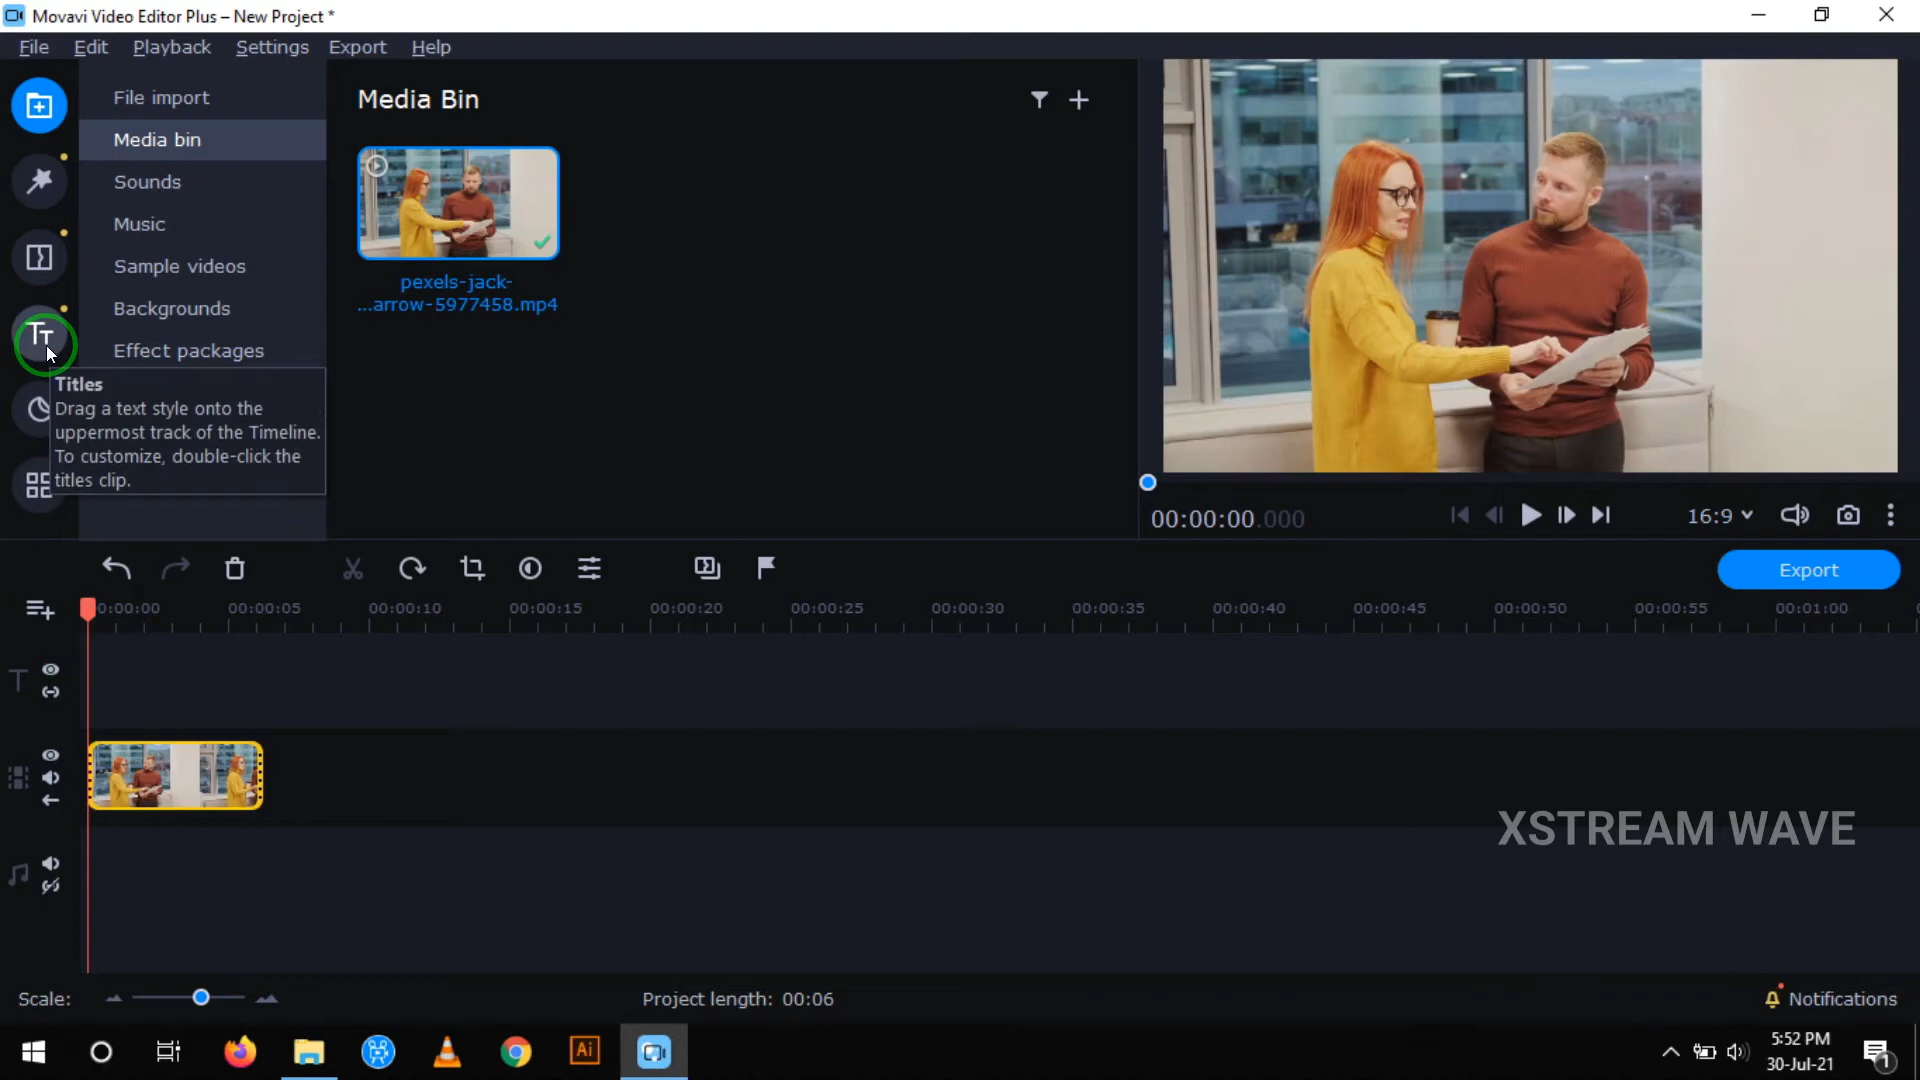 Movavi Video Editor Plus – New Project *
File Edit Playback Settings Export Help
File import
Media bin
Sounds
Music
Sample videos
Backgrounds
Effect packages
Titles
Drag a text style onto the
uppermost track of the Timeline.
To customize, double-click the
titles clip.
Media Bin
pexels-jack-
...arrow-5977458.mp4
00:00:00.000
16:9
Export
0:00:00 00:00:05 00:00:10 00:00:15 00:00:20 00:00:25 00:00:30 00:00:35 00:00:40 00:00:45 00:00:50 00:00:55 00:01:00
XSTREAM WAVE
Scale:
Project length: 00:06
Notifications
Ai
5:52 PM
30-Jul-21
1